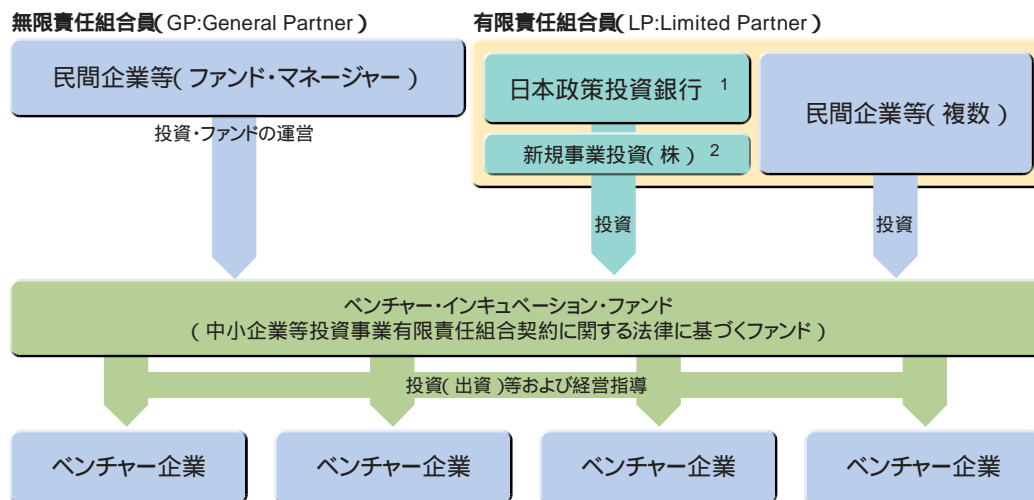 無限責任組合員(GP:General Partner)
有限責任組合員(LP:Limited Partner)
民間企業等(ファンド・マネージャー)
投資・ファンドの運営
日本政策投資銀行 1
新規事業投資(株) 2
民間企業等(複数)
投資
投資
ベンチャー・インキュベーション・ファンド
(中小企業等投資事業有限責任組合契約に関する法律に基づくファンド)
投資(出資)等および経営指導
ベンチャー企業
ベンチャー企業
ベンチャー企業
ベンチャー企業